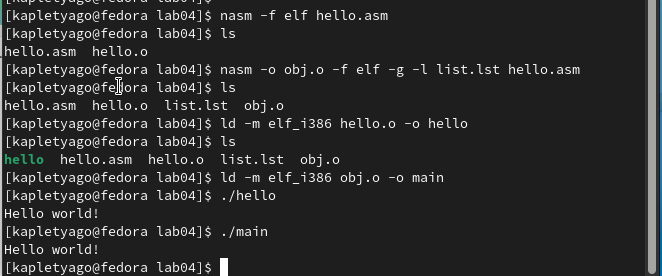 [kapletyago@fedora lab04]$ nasm -f elf hello.asm
[kapletyago@fedora lab04]$ ls
hello.asm  hello.o
[kapletyago@fedora lab04]$ nasm -o obj.o -f elf -g -l list.lst hello.asm
[kapletyago@fedora lab04]$ ls
hello.asm  hello.o  list.lst  obj.o
[kapletyago@fedora lab04]$ ld -m elf_i386 hello.o -o hello
[kapletyago@fedora lab04]$ ls
hello  hello.asm  hello.o  list.lst  obj.o
[kapletyago@fedora lab04]$ ld -m elf_i386 obj.o -o main
[kapletyago@fedora lab04]$ ./hello
Hello world!
[kapletyago@fedora lab04]$ ./main
Hello world!
[kapletyago@fedora lab04]$